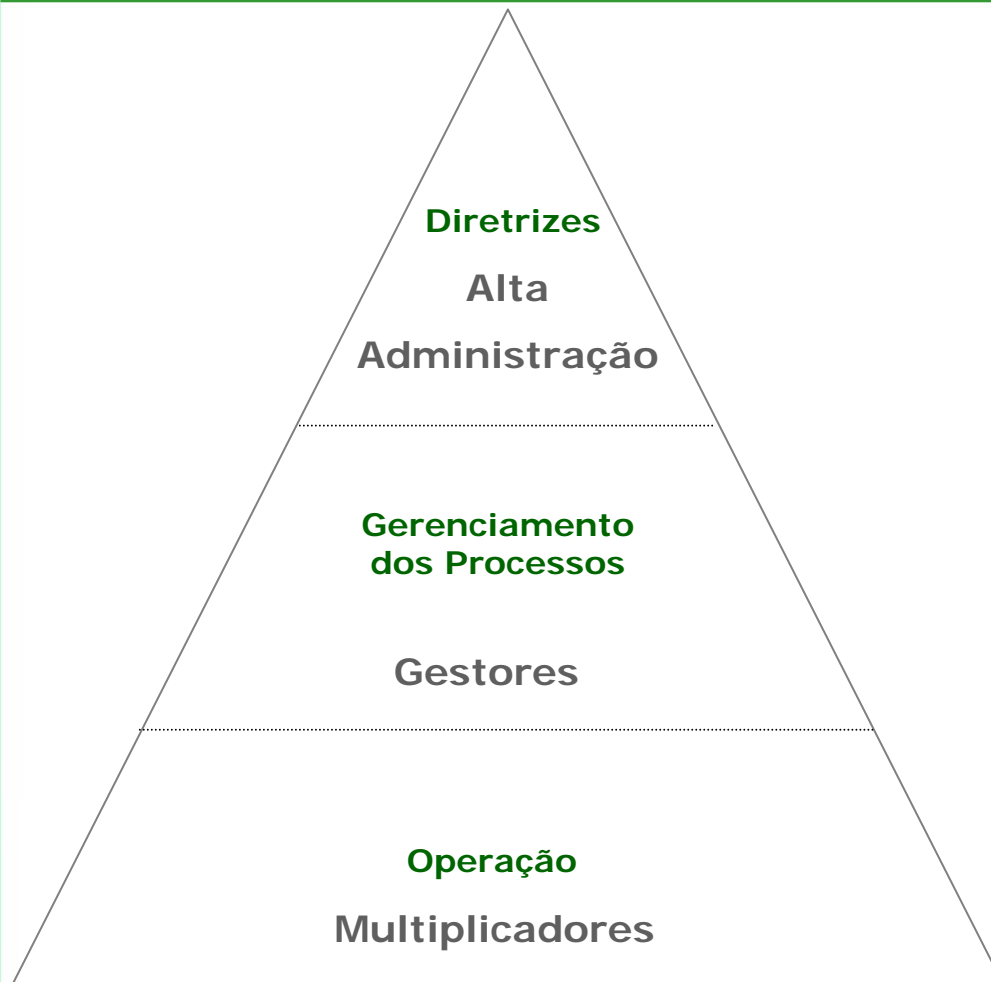 Diretrizes
Alta
Administração
Gerenciamento
dos Processos
Gestores
Operação
Multiplicadores